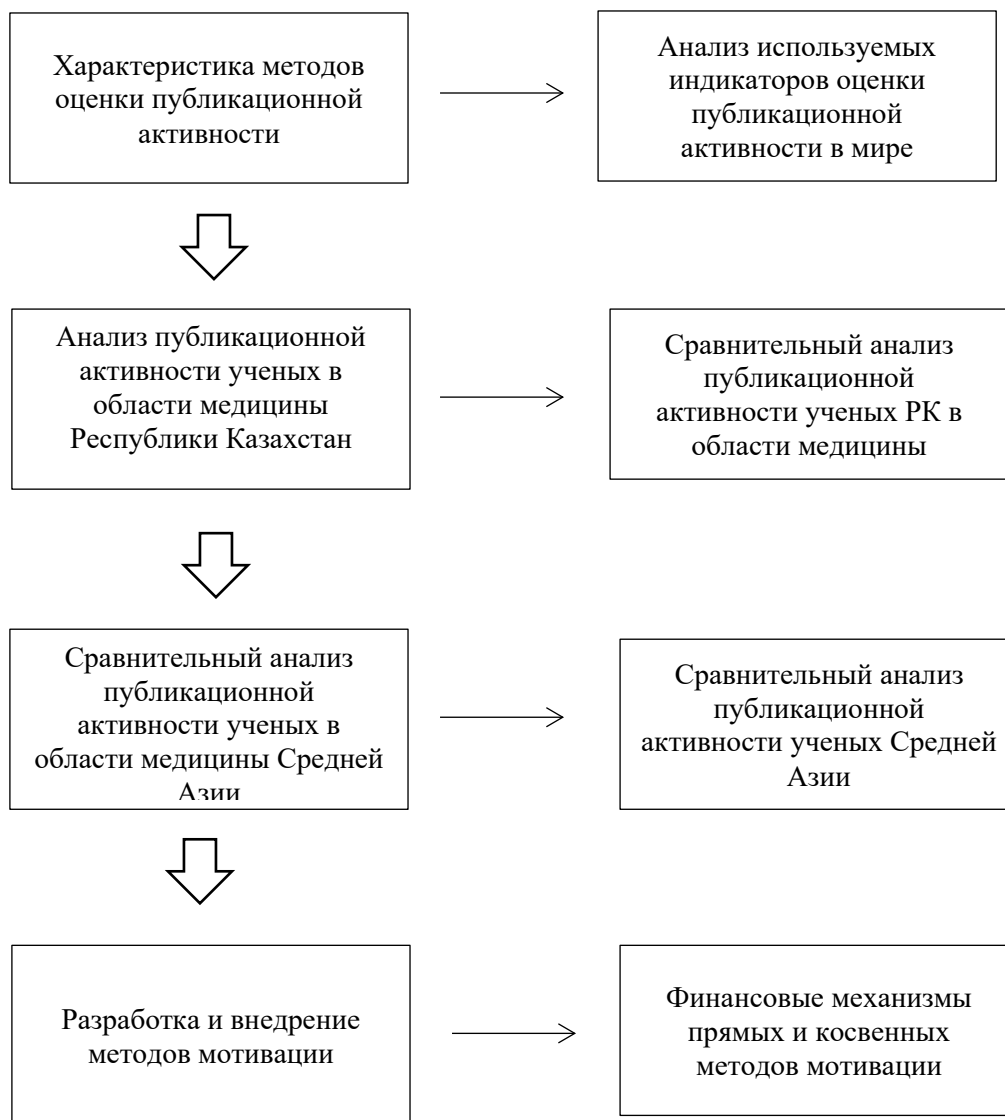 Характеристика методов
оценки публикационной
активности
Анализ используемых
индикаторов оценки
публикационной
активности в мире
Анализ публикационной
активности ученых в
области медицины
Республики Казахстан
Сравнительный анализ
публикационной
активности ученых РК в
области медицины
Сравнительный анализ
публикационной
активности ученых в
области медицины Средней
Азии
Сравнительный анализ
публикационной
активности ученых Средней
Азии
Разработка и внедрение
методов мотивации
Финансовые механизмы
прямых и косвенных
методов мотивации